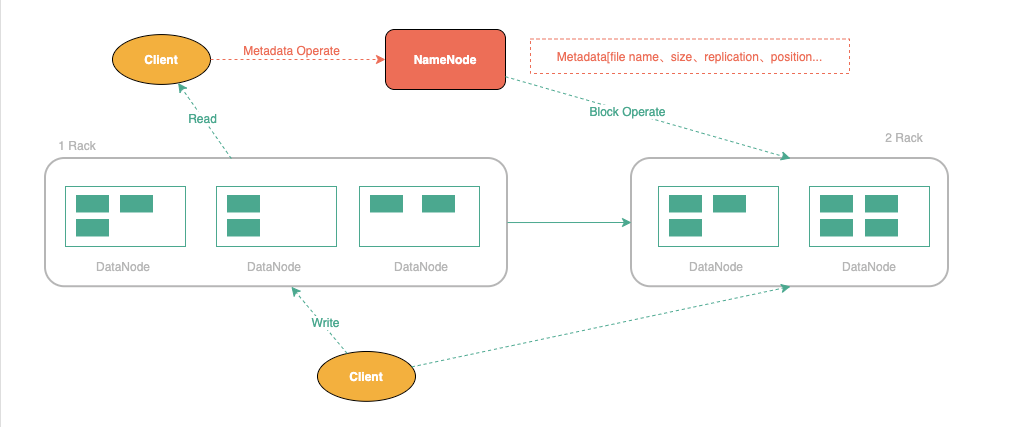 Client
Metadata Operate
NameNode
Metadata[file name、size、replication、position...
Read
Block Operate
1 Rack
2 Rack
DataNode
DataNode
DataNode
DataNode
DataNode
Write
Client